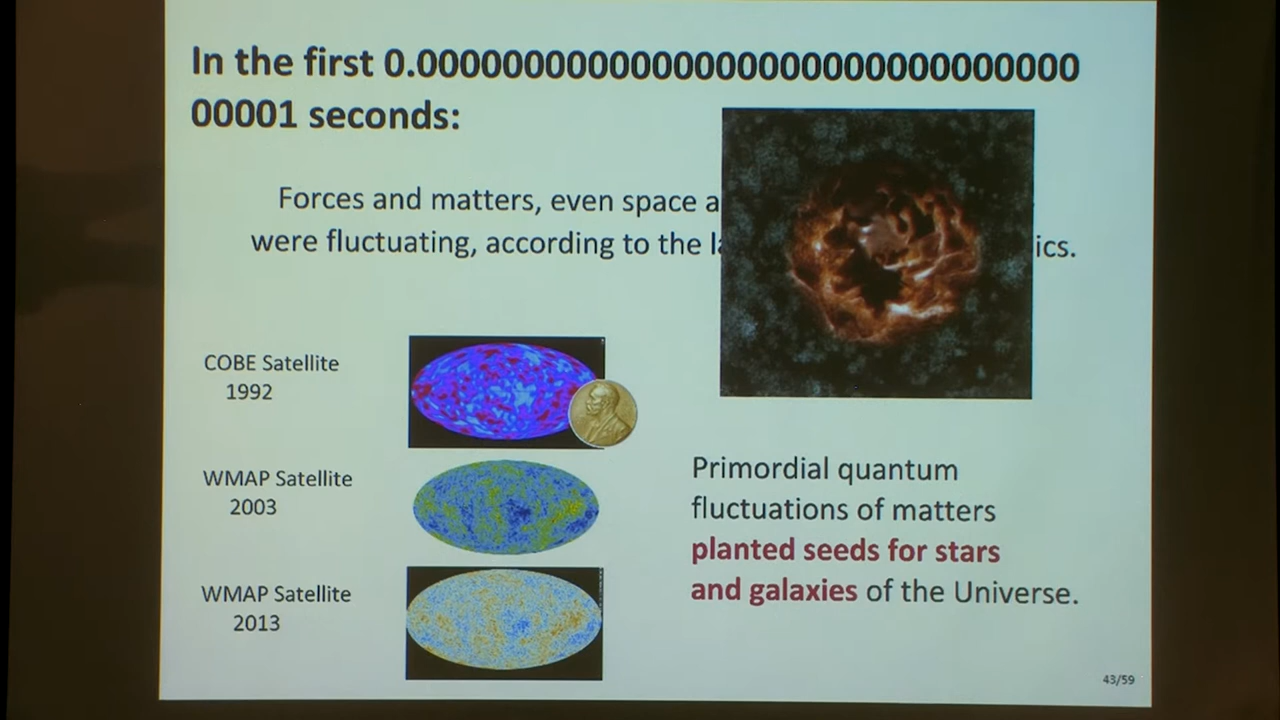 In the first 0.0000000000000000000000000000000
00001 seconds:
Forces and matters, even space a
were fluctuating, according to the la ics.
COBE Satellite
1992
WMAP Satellite
2003
WMAP Satellite
2013
Primordial quantum
fluctuations of matters
planted seeds for stars
and galaxies of the Universe.
43/59